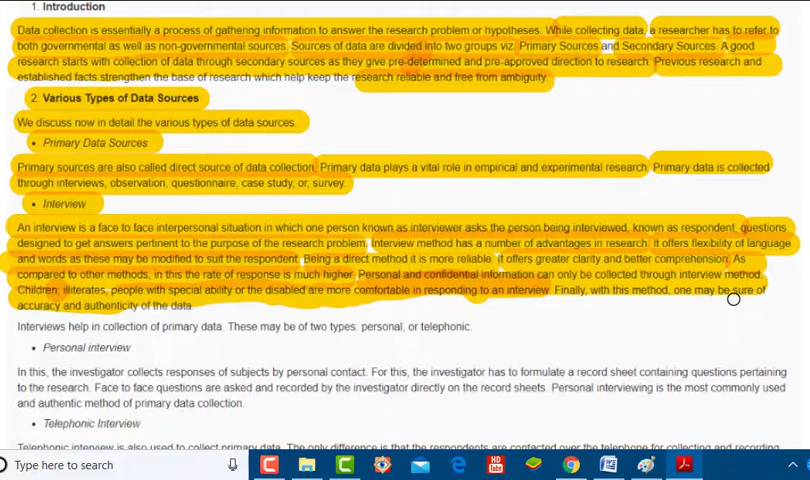 1. Introduction
Data collection is essentially a process of gathering information to answer the research problem or hypotheses. While collecting data, a researcher has to refer to
both governmental as well as non-governmental sources. Sources of data are divided into two groups viz. Primary Sources and Secondary Sources. A good
research starts with collection of data through secondary sources as they give pre-determined and pre-approved direction to research. Previous research and
established facts strengthen the base of research which help keep the research reliable and free from ambiguity.
2. Various Types of Data Sources
We discuss now in detail the various types of data sources.
• Primary Data Sources
Primary sources are also called direct source of data collection. Primary data plays a vital role in empirical and experimental research. Primary data is collected
through interviews, observation, questionnaire, case study, or, survey.
• Interview
An interview is a face to face interpersonal situation in which one person known as interviewer asks the person being interviewed, known as respondent, questions
designed to get answers pertinent to the purpose of the research problem. Interview method has a number of advantages in research. it offers flexibility of language
and words as these may be modified to suit the respondent. Being a direct method it is more reliable. it offers greater clarity and better comprehension. As
compared to other methods, in this the rate of response is much higher. Personal and confidential information can only be collected through interview method.
Children, illiterates, people with special ability or the disabled are more comfortable in responding to an interview. Finally, with this method, one may be sure of
accuracy and authenticity of the data.
Interviews help in collection of primary data. These may be of two types: personal, or telephonic.
• Personal interview
In this, the investigator collects responses of subjects by personal contact. For this, the investigator has to formulate a record sheet containing questions pertaining
to the research. Face to face questions are asked and recorded by the investigator directly on the record sheets. Personal interviewing is the most commonly used
and authentic method of primary data collection.
• Telephonic Interview
Telephonic interview is also used to collect primary data. The only difference is that the respondents are contacted over the telephone for collecting and recording
Type here to search
HD